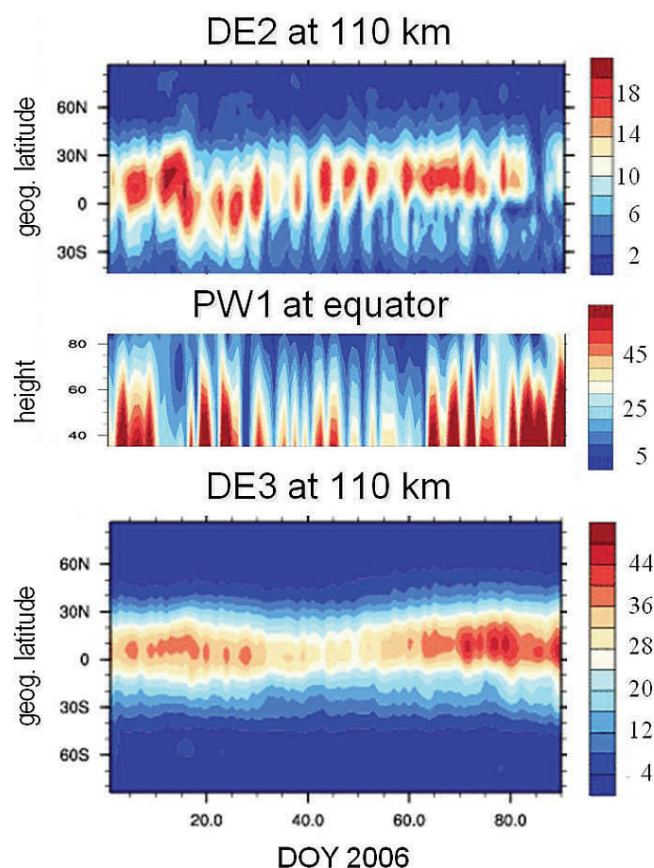 DE2 at 110 km
geog. latitude
60N
30N
0
30S
18
14
10
6
2
PW1 at equator
height
80
60
40
45
25
5
DE3 at 110 km
geog. latitude
60N
30N
0
30S
60S
44
36
28
20
12
4
20.0 40.0 60.0 80.0
DOY 2006